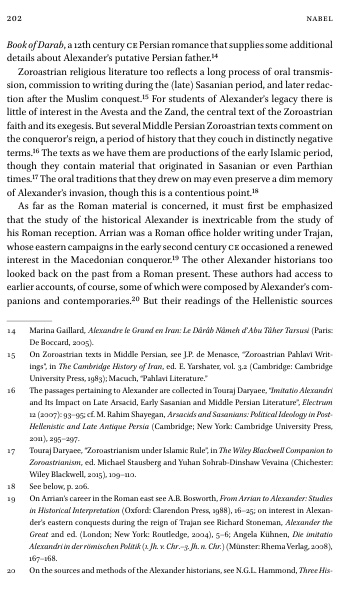 202
NABEL
Book of Darab, a 12th century CE Persian romance that supplies some additional
details about Alexander's putative Persian father.14
Zoroastrian religious literature too reflects a long process of oral transmis-
sion, commission to writing during the (late) Sasanian period, and later redac-
tion after the Muslim conquest.15 For students of Alexander's legacy there is
little of interest in the Avesta and the Zand, the central text of the Zoroastrian
faith and its exegesis. But several Middle Persian Zoroastrian texts comment on
the conqueror's reign, a period of history that they couch in distinctly negative
terms.16 The texts as we have them are productions of the early Islamic period,
though they contain material that originated in Sasanian or even Parthian
times.17 The oral traditions that they drew on may even preserve a dim memory
of Alexander's invasion, though this is a contentious point.18
As far as the Roman material is concerned, it must first be emphasized
that the study of the historical Alexander is inextricable from the study of
his Roman reception. Arrian was a Roman office holder writing under Trajan,
whose eastern campaigns in the early second century CE occasioned a renewed
interest in the Macedonian conqueror.19 The other Alexander historians too
looked back on the past from a Roman present. These authors had access to
earlier accounts, of course, some of which were composed by Alexander's com-
panions and contemporaries.20 But their readings of the Hellenistic sources
14 Marina Gaillard, Alexandre le Grand en Iran: Le Dârâb Nâmeh d'Abu Tâher Tarsusi (Paris:
De Boccard, 2005).
15 On Zoroastrian texts in Middle Persian, see J.P. de Menasce, "Zoroastrian Pahlavi Writ-
ings", in The Cambridge History of Iran, ed. E. Yarshater, vol. 3.2 (Cambridge: Cambridge
University Press, 1983); Macuch, "Pahlavi Literature."
16 The passages pertaining to Alexander are collected in Touraj Daryaee, "Imitatio Alexandri
and Its Impact on Late Arsacid, Early Sasanian and Middle Persian Literature", Electrum
12 (2007): 93–95; cf. M. Rahim Shayegan, Arsacids and Sasanians: Political Ideology in Post-
Hellenistic and Late Antique Persia (Cambridge; New York: Cambridge University Press,
2011), 295–297.
17 Touraj Daryaee, "Zoroastrianism under Islamic Rule", in The Wiley Blackwell Companion to
Zoroastrianism, ed. Michael Stausberg and Yuhan Sohrab-Dinshaw Vevaina (Chichester:
Wiley Blackwell, 2015), 109–110.
18 See below, p. 206.
19 On Arrian's career in the Roman east see A.B. Bosworth, From Arrian to Alexander: Studies
in Historical Interpretation (Oxford: Clarendon Press, 1988), 16–25; on interest in Alexan-
der's eastern conquests during the reign of Trajan see Richard Stoneman, Alexander the
Great 2nd ed. (London; New York: Routledge, 2004), 5–6; Angela Kühnen, Die imitatio
Alexandri in der römischen Politik (1. Jh. v. Chr.–3. Jh. n. Chr.) (Münster: Rhema Verlag, 2008),
167–168.
20 On the sources and methods of the Alexander historians, see N.G.L. Hammond, Three His-